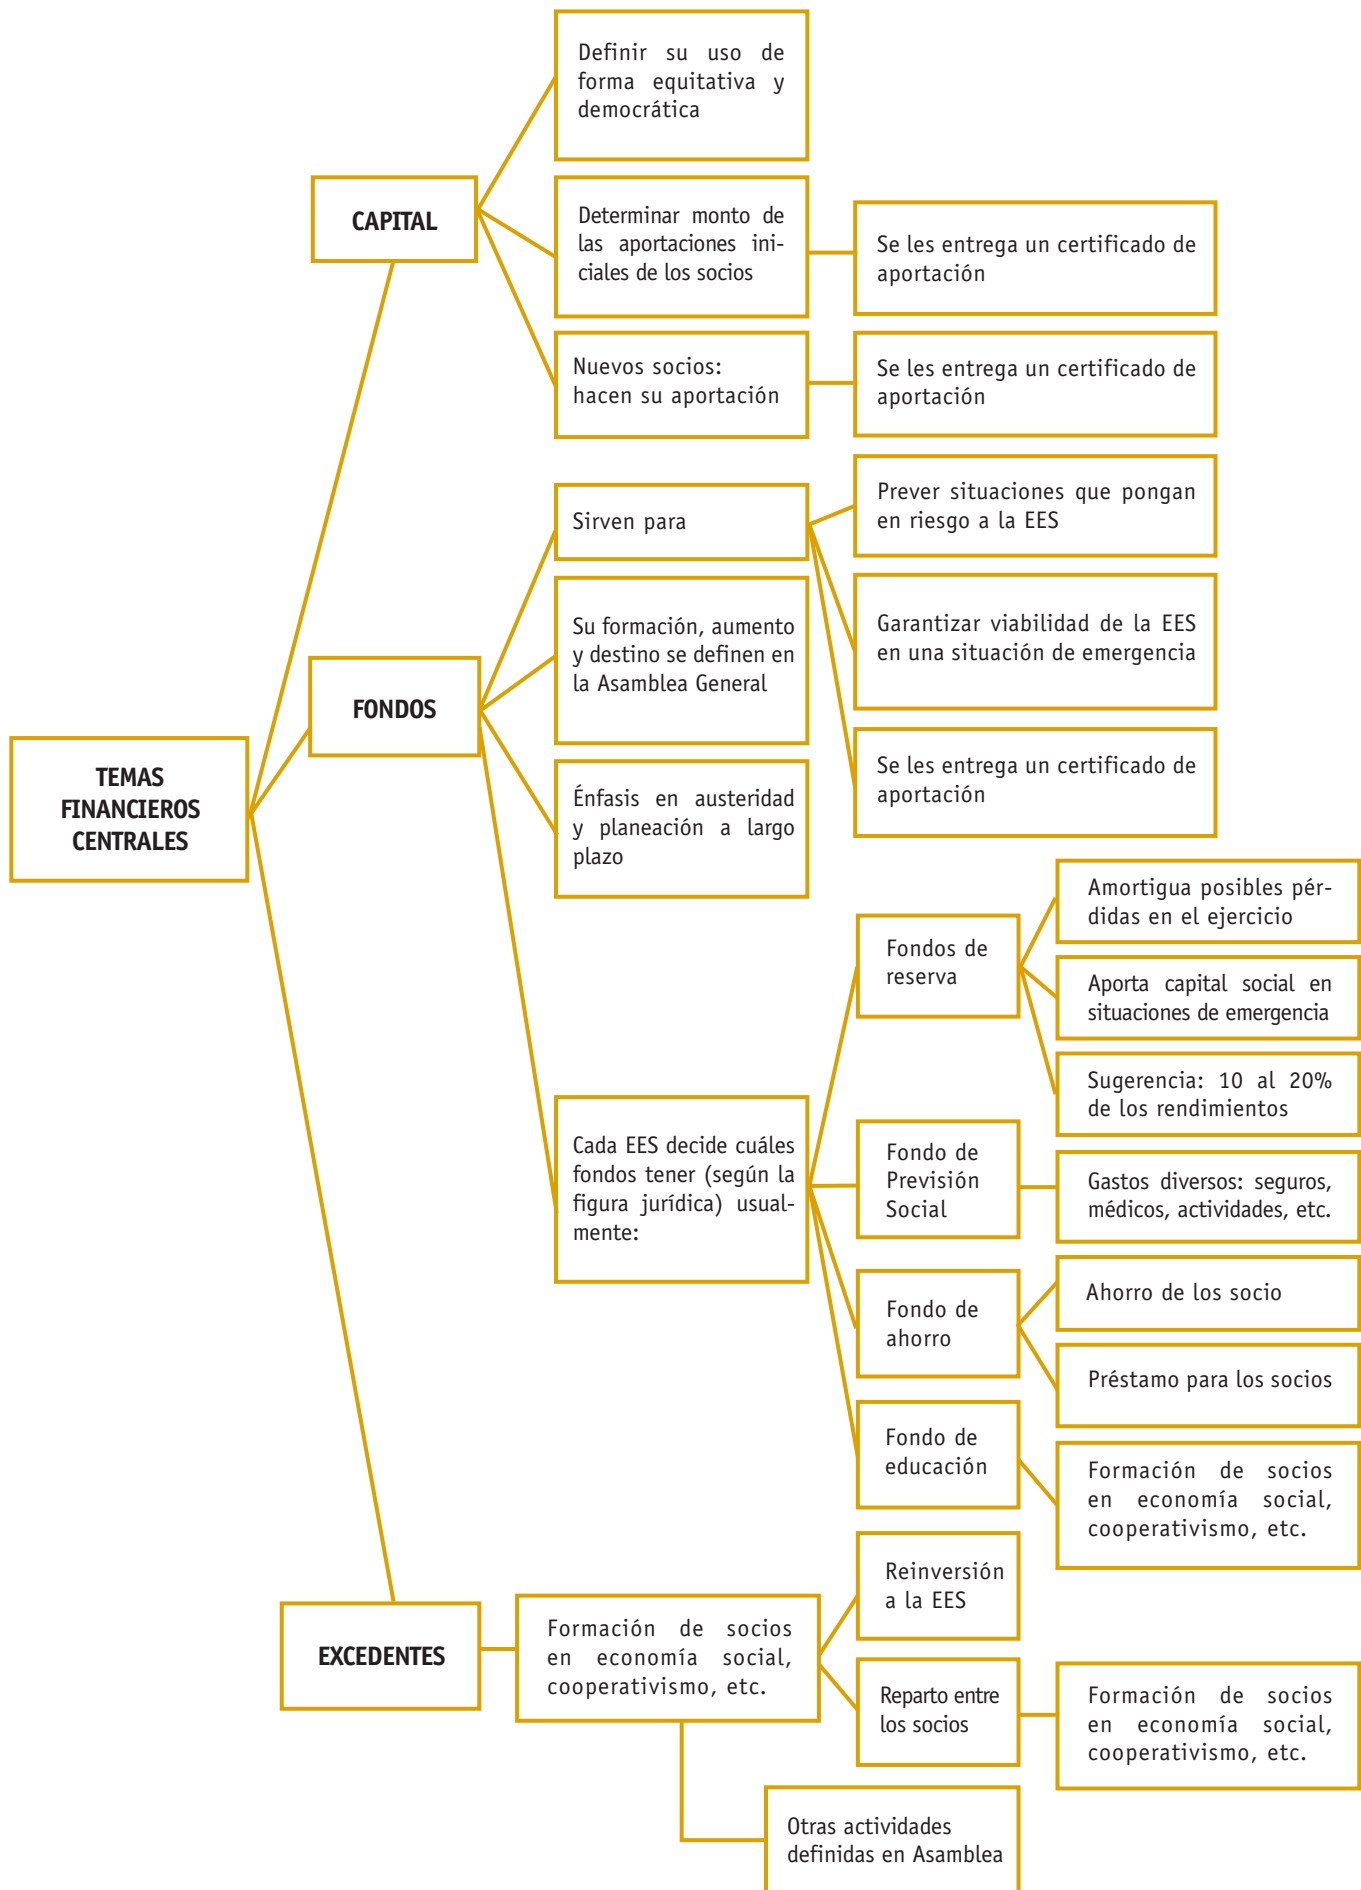 Definir su uso de
forma equitativa y
democrática
CAPITAL
Determinar monto de
las aportaciones ini-
ciales de los socios
Se les entrega un certificado de
aportación
Nuevos socios:
hacen su aportación
Se les entrega un certificado de
aportación
TEMAS
FINANCIEROS
CENTRALES
FONDOS
Sirven para
Prever situaciones que pongan
en riesgo a la EES
Garantizar viabilidad de la EES
en una situación de emergencia
Se les entrega un certificado de
aportación
Su formación, aumento
y destino se definen en
la Asamblea General
Énfasis en austeridad
y planeación a largo
plazo
Cada EES decide cuáles
fondos tener (según la
figura jurídica) usual-
mente:
Fondos de
reserva
Amortigua posibles pér-
didas en el ejercicio
Aporta capital social en
situaciones de emergencia
Sugerencia: 10 al 20%
de los rendimientos
Fondo de
Previsión
Social
Gastos diversos: seguros,
médicos, actividades, etc.
Fondo de
ahorro
Ahorro de los socio
Préstamo para los socios
Fondo de
educación
Formación de socios
en economía social,
cooperativismo, etc.
EXCEDENTES
Formación de socios
en economía social,
cooperativismo, etc.
Reinversión
a la EES
Reparto entre
los socios
Formación de socios
en economía social,
cooperativismo, etc.
Otras actividades
definidas en Asamblea